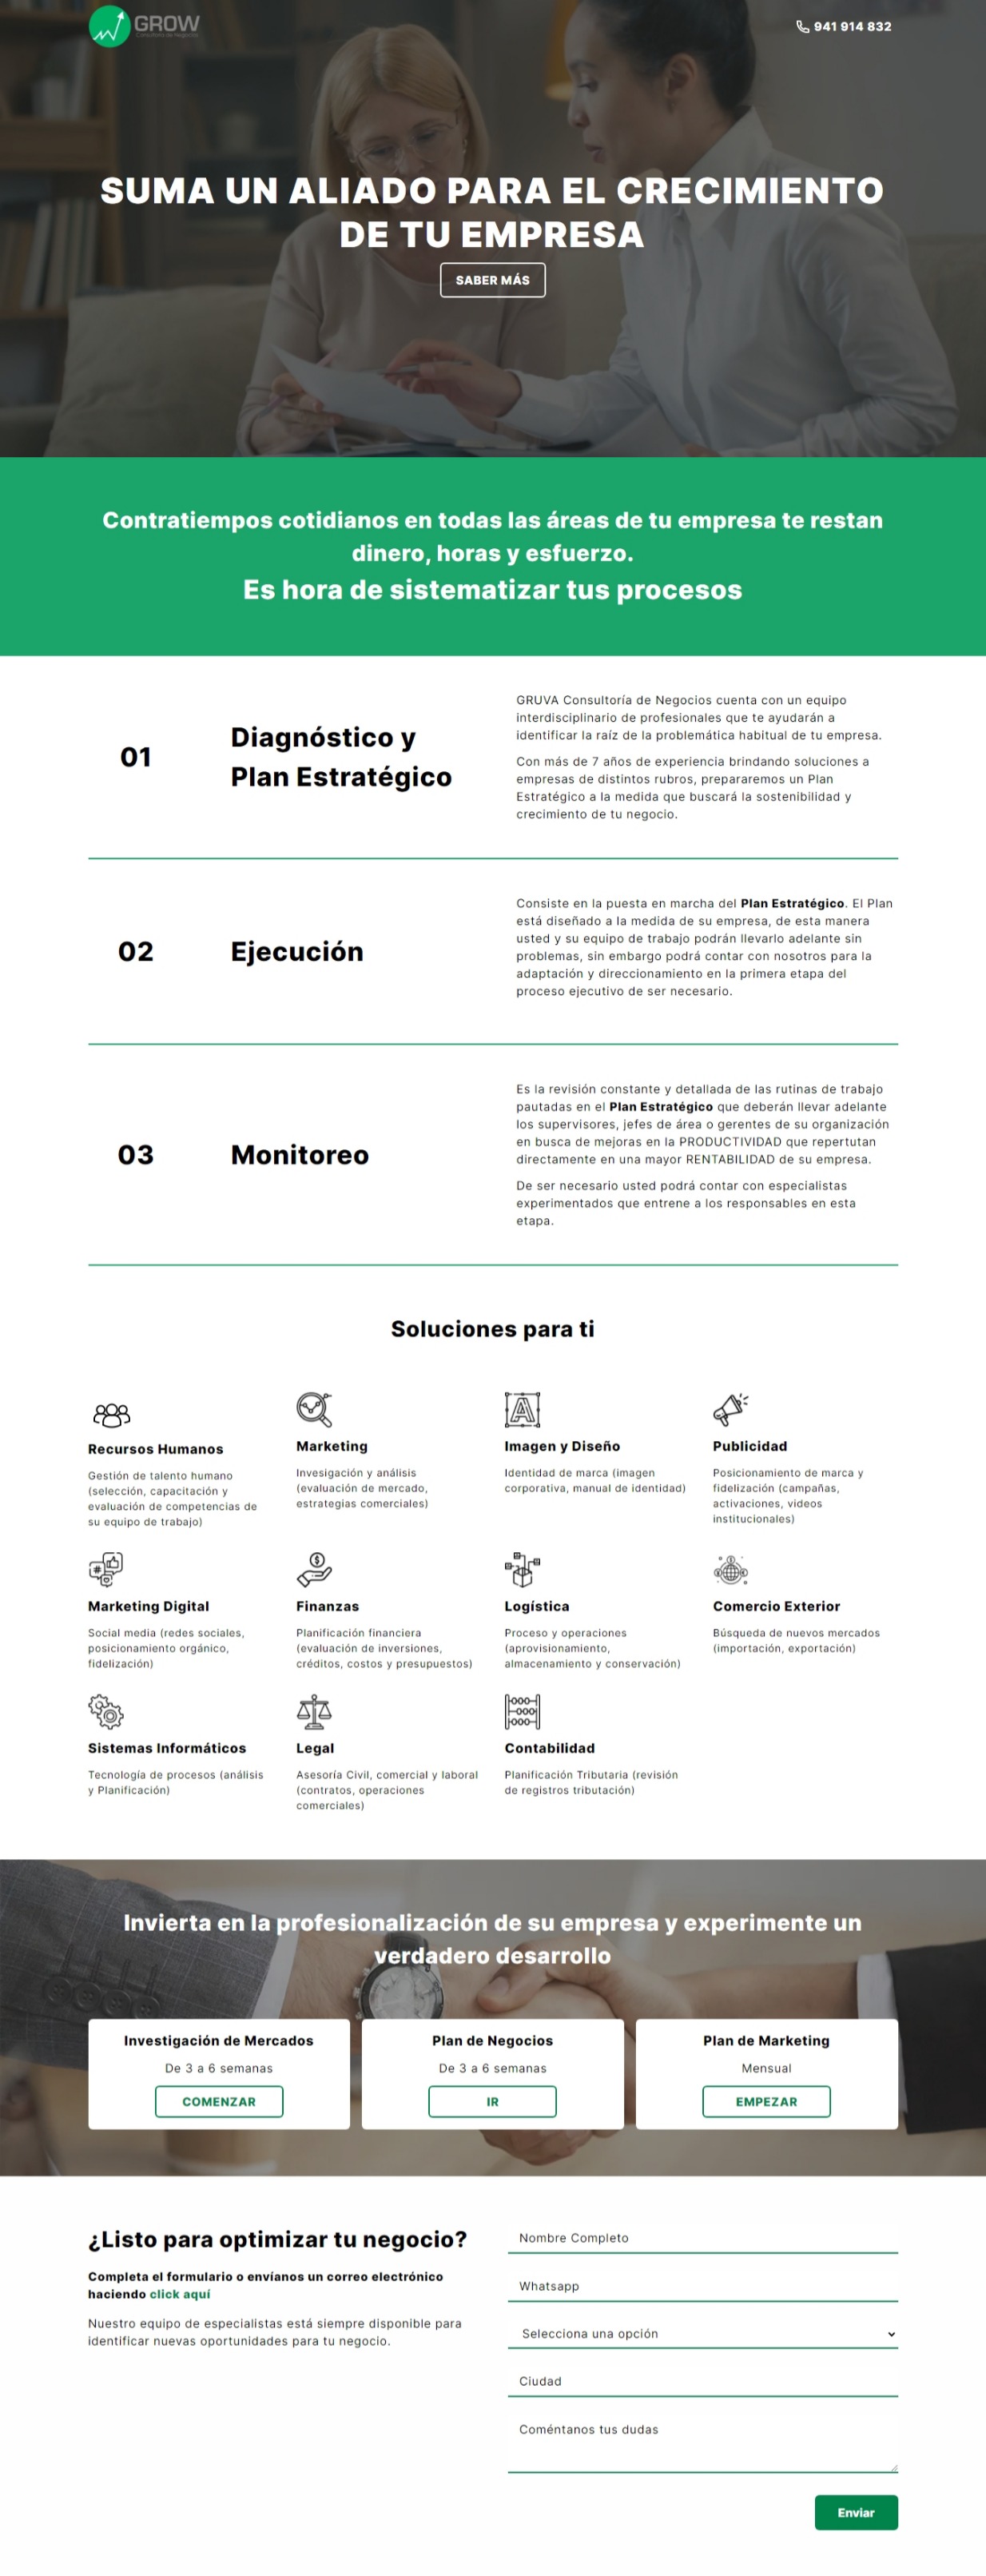 GROW
Consultoría de Negocios
941 914 832
SUMA UN ALIADO PARA EL CRECIMIENTO
DE TU EMPRESA
SABER MÁS
Contratiempos cotidianos en todas las áreas de tu empresa te restan
dinero, horas y esfuerzo.
Es hora de sistematizar tus procesos
01
Diagnóstico y
Plan Estratégico
GRUVA Consultoría de Negocios cuenta con un equipo
interdisciplinario de profesionales que te ayudarán a
identificar la raíz de la problemática habitual de tu empresa.
Con más de 7 años de experiencia brindando soluciones a
empresas de distintos rubros, prepararemos un Plan
Estratégico a la medida que buscará la sostenibilidad y
crecimiento de tu negocio.
02
Ejecución
Consiste en la puesta en marcha del Plan Estratégico. El Plan
está diseñado a la medida de su empresa, de esta manera
usted y su equipo de trabajo podrán llevarlo adelante sin
problemas, sin embargo podrá contar con nosotros para la
adaptación y direccionamiento en la primera etapa del
proceso ejecutivo de ser necesario.
03
Monitoreo
Es la revisión constante y detallada de las rutinas de trabajo
pautadas en el Plan Estratégico que deberán llevar adelante
los supervisores, jefes de área o gerentes de su organización
en busca de mejoras en la PRODUCTIVIDAD que repertutan
directamente en una mayor RENTABILIDAD de su empresa.
De ser necesario usted podrá contar con especialistas
experimentados que entrene a los responsables en esta
etapa.
Soluciones para ti
Recursos Humanos
Gestión de talento humano
(selección, capacitación y
evaluación de competencias de
su equipo de trabajo)
Marketing
Invesigación y análisis
(evaluación de mercado,
estrategias comerciales)
Imagen y Diseño
Identidad de marca (imagen
corporativa, manual de identidad)
Publicidad
Posicionamiento de marca y
fidelización (campañas,
activaciones, videos
institucionales)
Marketing Digital
Social media (redes sociales,
posicionamiento orgánico,
fidelización)
Finanzas
Planificación financiera
(evaluación de inversiones,
créditos, costos y presupuestos)
Logística
Proceso y operaciones
(aprovisionamiento,
almacenamiento y conservación)
Comercio Exterior
Búsqueda de nuevos mercados
(importación, exportación)
Sistemas Informáticos
Tecnología de procesos (análisis
y Planificación)
Legal
Asesoría Civil, comercial y laboral
(contratos, operaciones
comerciales)
Contabilidad
Planificación Tributaria (revisión
de registros tributación)
Invierta en la profesionalización de su empresa y experimente un
verdadero desarrollo
Investigación de Mercados
De 3 a 6 semanas
COMENZAR
Plan de Negocios
De 3 a 6 semanas
IR
Plan de Marketing
Mensual
EMPEZAR
¿Listo para optimizar tu negocio?
Completa el formulario o envíanos un correo electrónico
haciendo click aquí
Nuestro equipo de especialistas está siempre disponible para
identificar nuevas oportunidades para tu negocio.
Nombre Completo
Whatsapp
Selecciona una opción
Ciudad
Coméntanos tus dudas
Enviar